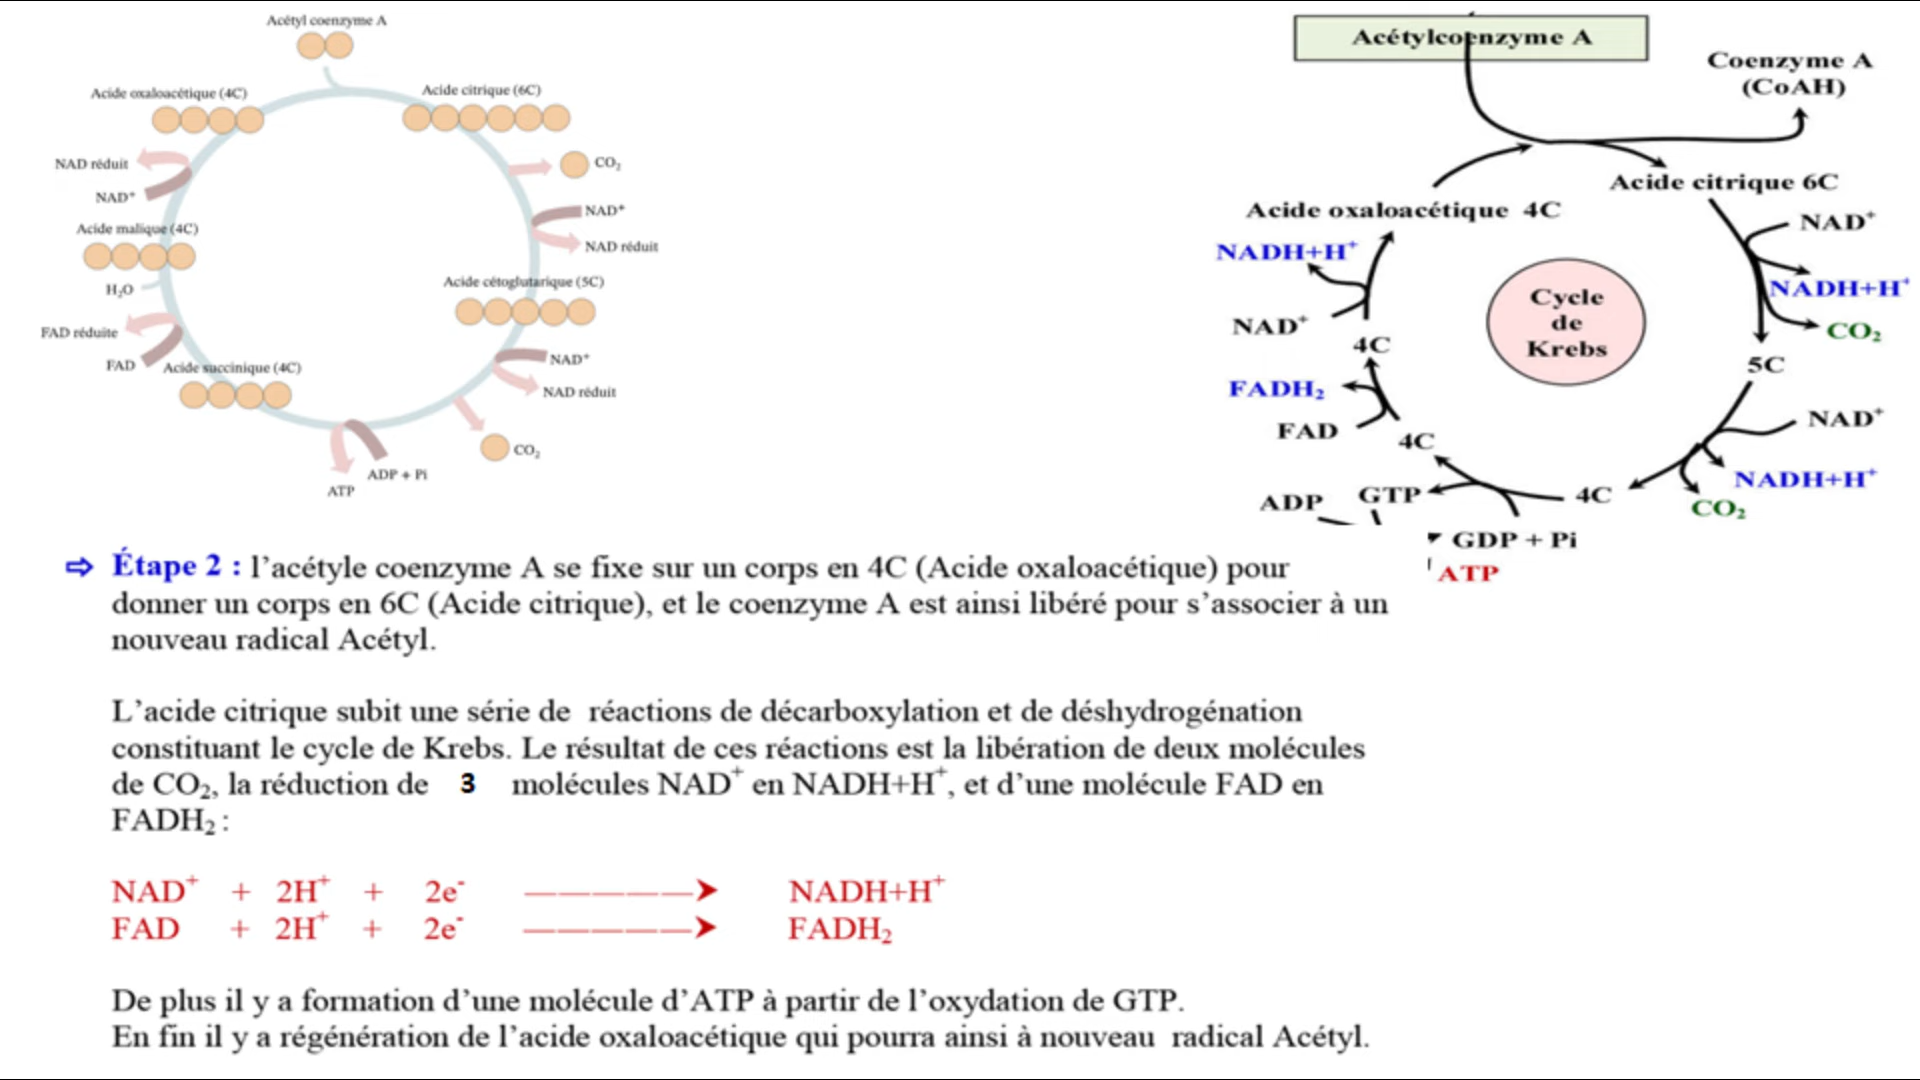 Acétyl coenzyme A
Acide oxaloacétique (4C)
Acide citrique (6C)
CO₂
NAD réduit
NAD⁺
NAD⁺
NAD réduit
Acide malique (4C)
H₂O
Acide cétoglutarique (5C)
FAD réduite
FAD
Acide succinique (4C)
NAD⁺
NAD réduit
CO₂
ADP + Pi
ATP
Acétylcoenzyme A
Coenzyme A
(CoAH)
Acide citrique 6C
Acide oxaloacétique 4C
NAD⁺
NADH+H⁺
NADH+H⁺
CO₂
Cycle
de
Krebs
NAD⁺
4C
5C
FADH₂
FAD
NAD⁺
4C
NADH+H⁺
CO₂
4C
GTP
ADP
GDP + Pi
ATP
⇨ Étape 2 : l’acétyle coenzyme A se fixe sur un corps en 4C (Acide oxaloacétique) pour
donner un corps en 6C (Acide citrique), et le coenzyme A est ainsi libéré pour s’associer à un
nouveau radical Acétyl.
L’acide citrique subit une série de réactions de décarboxylation et de déshydrogénation
constituant le cycle de Krebs. Le résultat de ces réactions est la libération de deux molécules
de CO₂, la réduction de 3 molécules NAD⁺ en NADH+H⁺, et d’une molécule FAD en
FADH₂ :
NAD⁺ + 2H⁺ + 2e⁻ —————➤ NADH+H⁺
FAD + 2H⁺ + 2e⁻ —————➤ FADH₂
De plus il y a formation d’une molécule d’ATP à partir de l’oxydation de GTP.
En fin il y a régénération de l’acide oxaloacétique qui pourra ainsi à nouveau radical Acétyl.